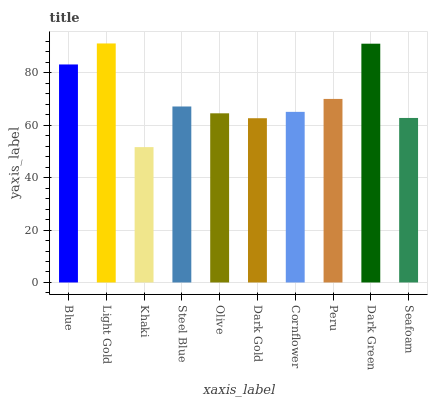 title
yaxis_label
80
60
40
20
0
Blue
Light Gold
Khaki
Steel Blue
Olive
Dark Gold
Cornflower
Peru
Dark Green
Seafoam
xaxis_label